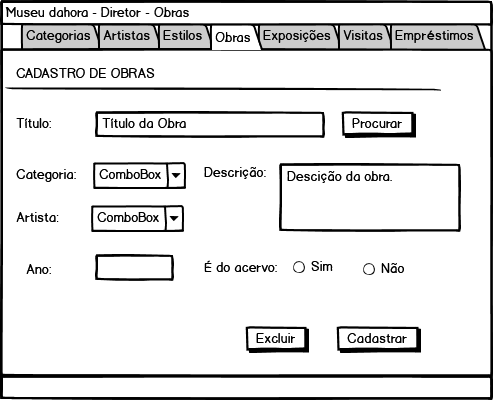 Museu dahora - Diretor - Obras
Categorias Artistas Estilos Obras Exposições Visitas Empréstimos
CADASTRO DE OBRAS
Título: Título da Obra Procurar
Categoria: ComboBox Descrição: Descição da obra.
Artista: ComboBox
Ano: É do acervo: Sim Não
Excluir Cadastrar